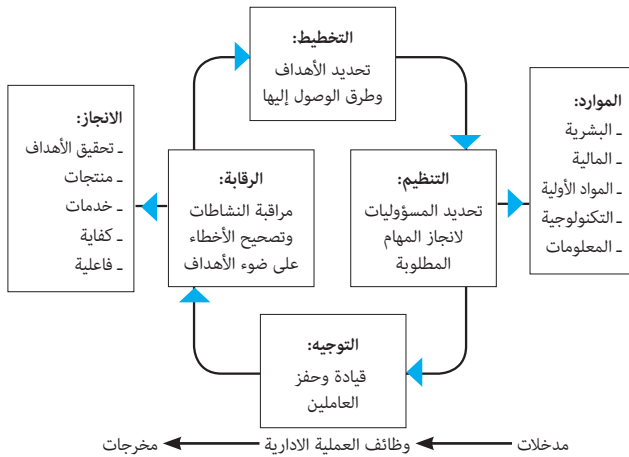 التخطيط:
تحديد الأهداف
وطرق الوصول إليها
الموارد:
ـ البشرية
ـ المالية
ـ المواد الأولية
ـ التكنولوجية
ـ المعلومات
التنظيم:
تحديد المسؤوليات
لانجاز المهام
المطلوبة
الرقابة:
مراقبة النشاطات
وتصحيح الأخطاء
على ضوء الأهداف
الانجاز:
ـ تحقيق الأهداف
ـ منتجات
ـ خدمات
ـ كفاية
ـ فاعلية
التوجيه:
قيادة وحفز
العاملين
مدخلات وظائف العملية الادارية مخرجات